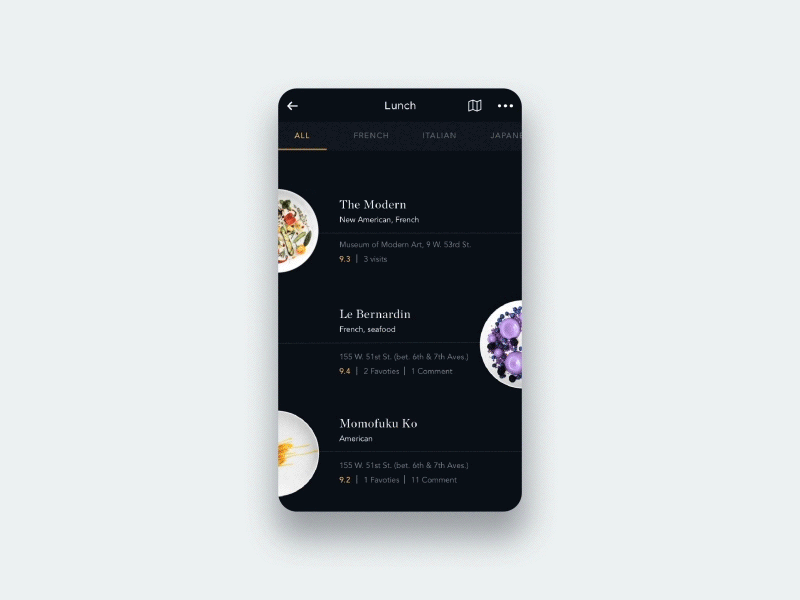 Lunch
ALL FRENCH ITALIAN JAPANE
The Modern
New American, French
Museum of Modern Art, 9 W. 53rd St.
9.3 | 3 visits
Le Bernardin
French, seafood
155 W. 51st St. (bet. 6th & 7th Aves.)
9.4 | 2 Favoties | 1 Comment
Momofuku Ko
American
155 W. 51st St. (bet. 6th & 7th Aves.)
9.2 | 1 Favoties | 11 Comment